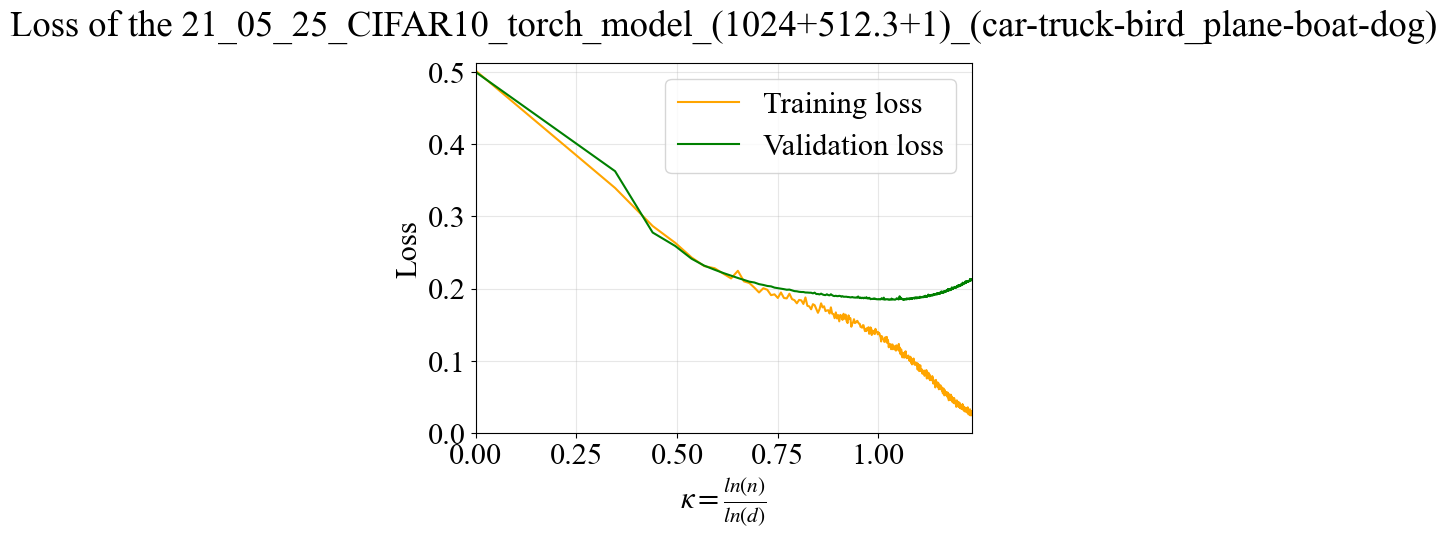 Loss of the 21_05_25_CIFAR10_torch_model_(1024+512.3+1)_(car-truck-bird_plane-boat-dog)
Training loss
Validation loss
Loss
0.5
0.4
0.3
0.2
0.1
0.0
0.00 0.25 0.50 0.75 1.00
κ = ln(n)/ln(d)